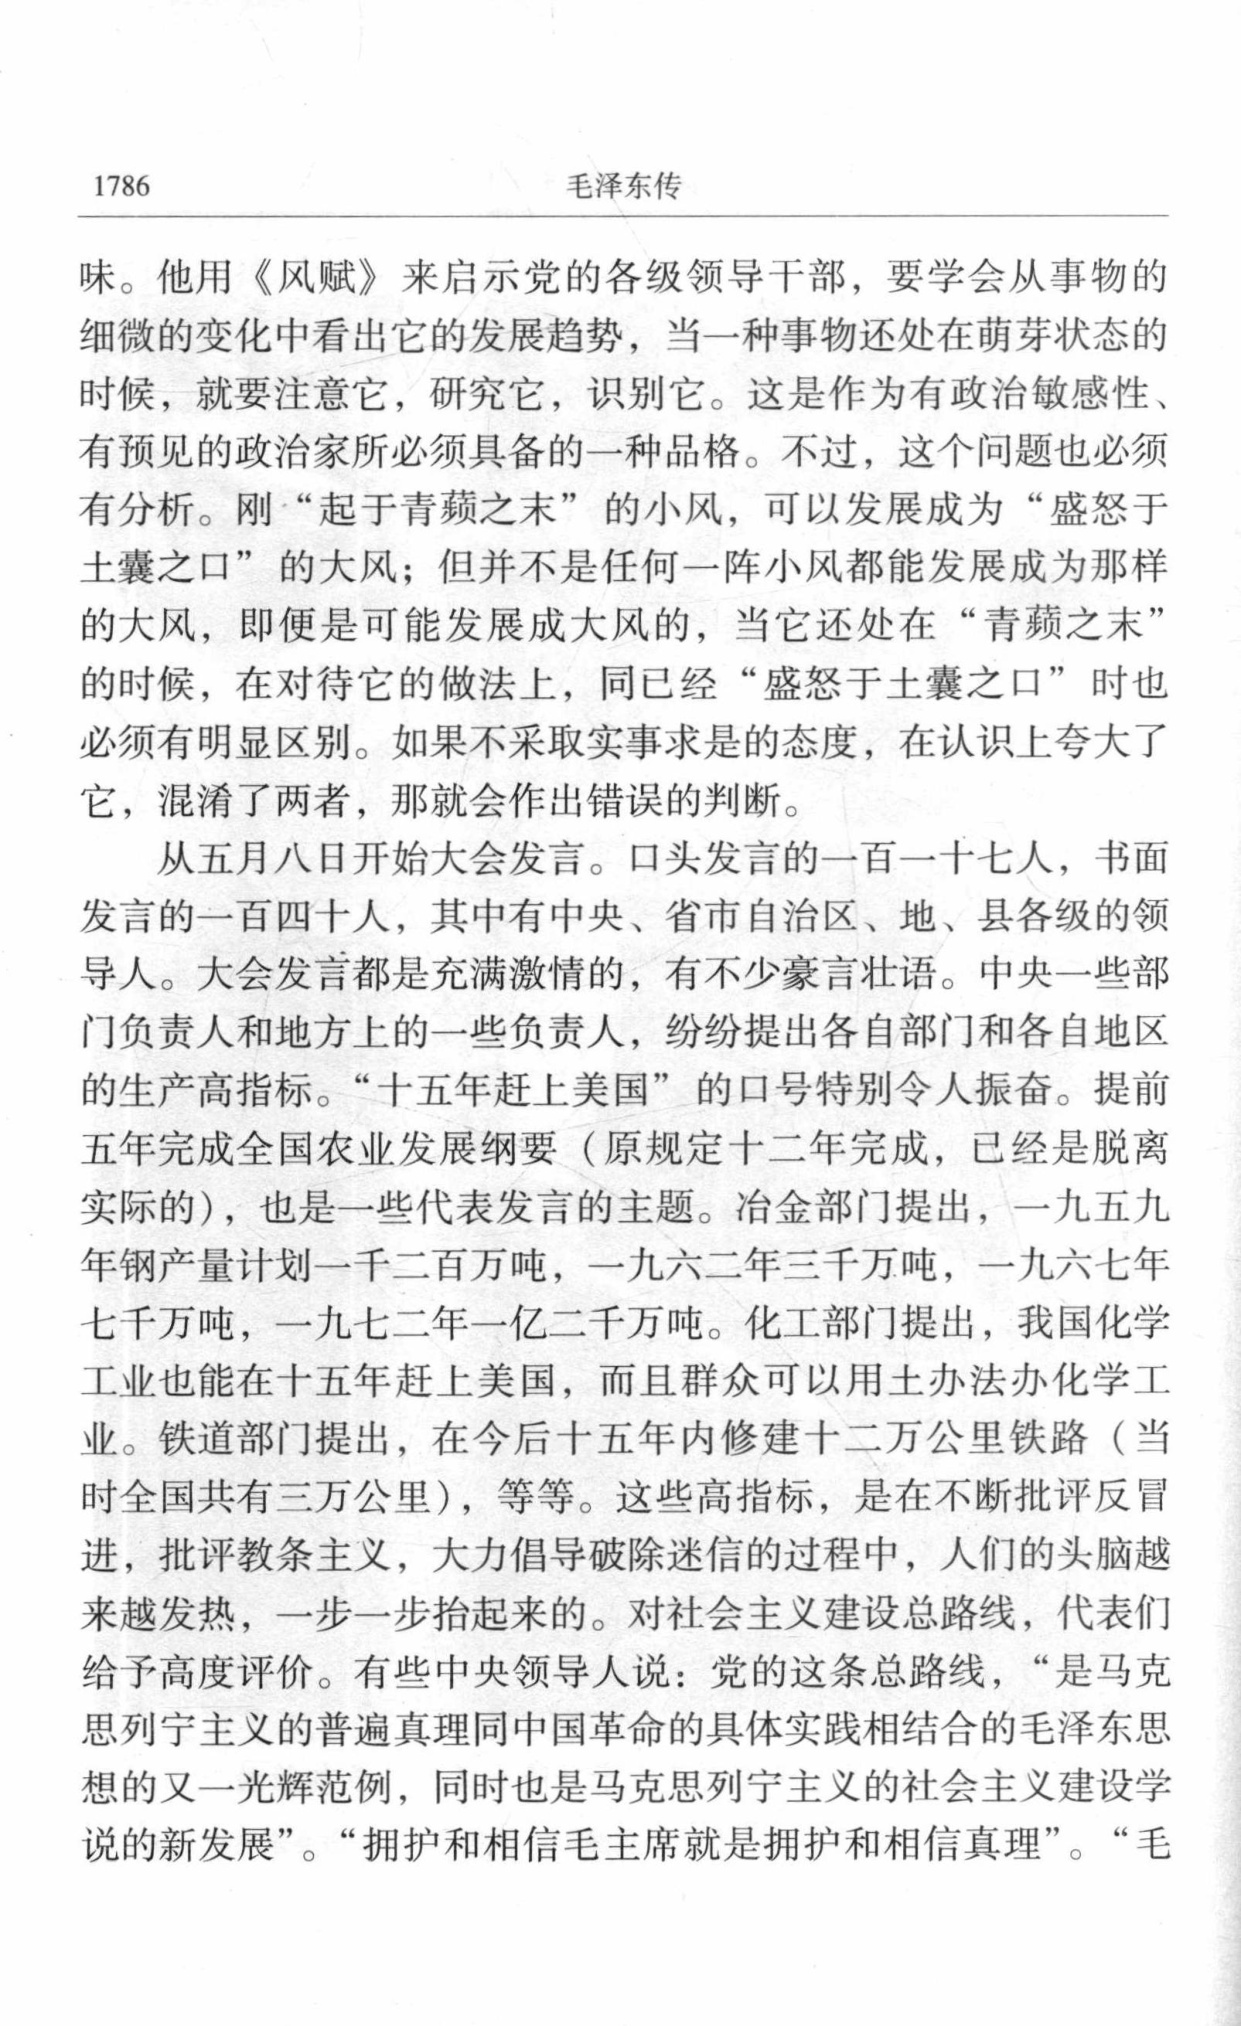 1786
毛泽东传
味。他用《风赋》来启示党的各级领导干部，要学会从事物的
细微的变化中看出它的发展趋势，当一种事物还处在萌芽状态的
时候，就要注意它，研究它，识别它。这是作为有政治敏感性、
有预见的政治家所必须具备的一种品格。不过，这个问题也必须
有分析。刚“起于青蘋之末”的小风，可以发展成为“盛怒于
土囊之口”的大风；但并不是任何一阵小风都能发展成为那样
的大风，即便是可能发展成大风的，当它还处在“青蘋之末”
的时候，在对待它的做法上，同已经“盛怒于土囊之口”时也
必须有明显区别。如果不采取实事求是的态度，在认识上夸大了
它，混淆了两者，那就会作出错误的判断。
从五月八日开始大会发言。口头发言的一百一十七人，书面
发言的一百四十人，其中有中央、省市自治区、地、县各级的领
导人。大会发言都是充满激情的，有不少豪言壮语。中央一些部
门负责人和地方上的一些负责人，纷纷提出各自部门和各自地区
的生产高指标。“十五年赶上美国”的口号特别令人振奋。提前
五年完成全国农业发展纲要（原规定十二年完成，已经是脱离
实际的），也是一些代表发言的主题。冶金部门提出，一九五九
年钢产量计划一千二百万吨，一九六二年三千万吨，一九六七年
七千万吨，一九七二年一亿二千万吨。化工部门提出，我国化学
工业也能在十五年赶上美国，而且群众可以用土办法办化学工
业。铁道部门提出，在今后十五年内修建十二万公里铁路（当
时全国共有三万公里），等等。这些高指标，是在不断批评反冒
进，批评教条主义，大力倡导破除迷信的过程中，人们的头脑越
来越发热，一步一步抬起来的。对社会主义建设总路线，代表们
给予高度评价。有些中央领导人说：党的这条总路线，“是马克
思列宁主义的普遍真理同中国革命的具体实践相结合的毛泽东思
想的又一光辉范例，同时也是马克思列宁主义的社会主义建设学
说的新发展”。“拥护和相信毛主席就是拥护和相信真理”。“毛